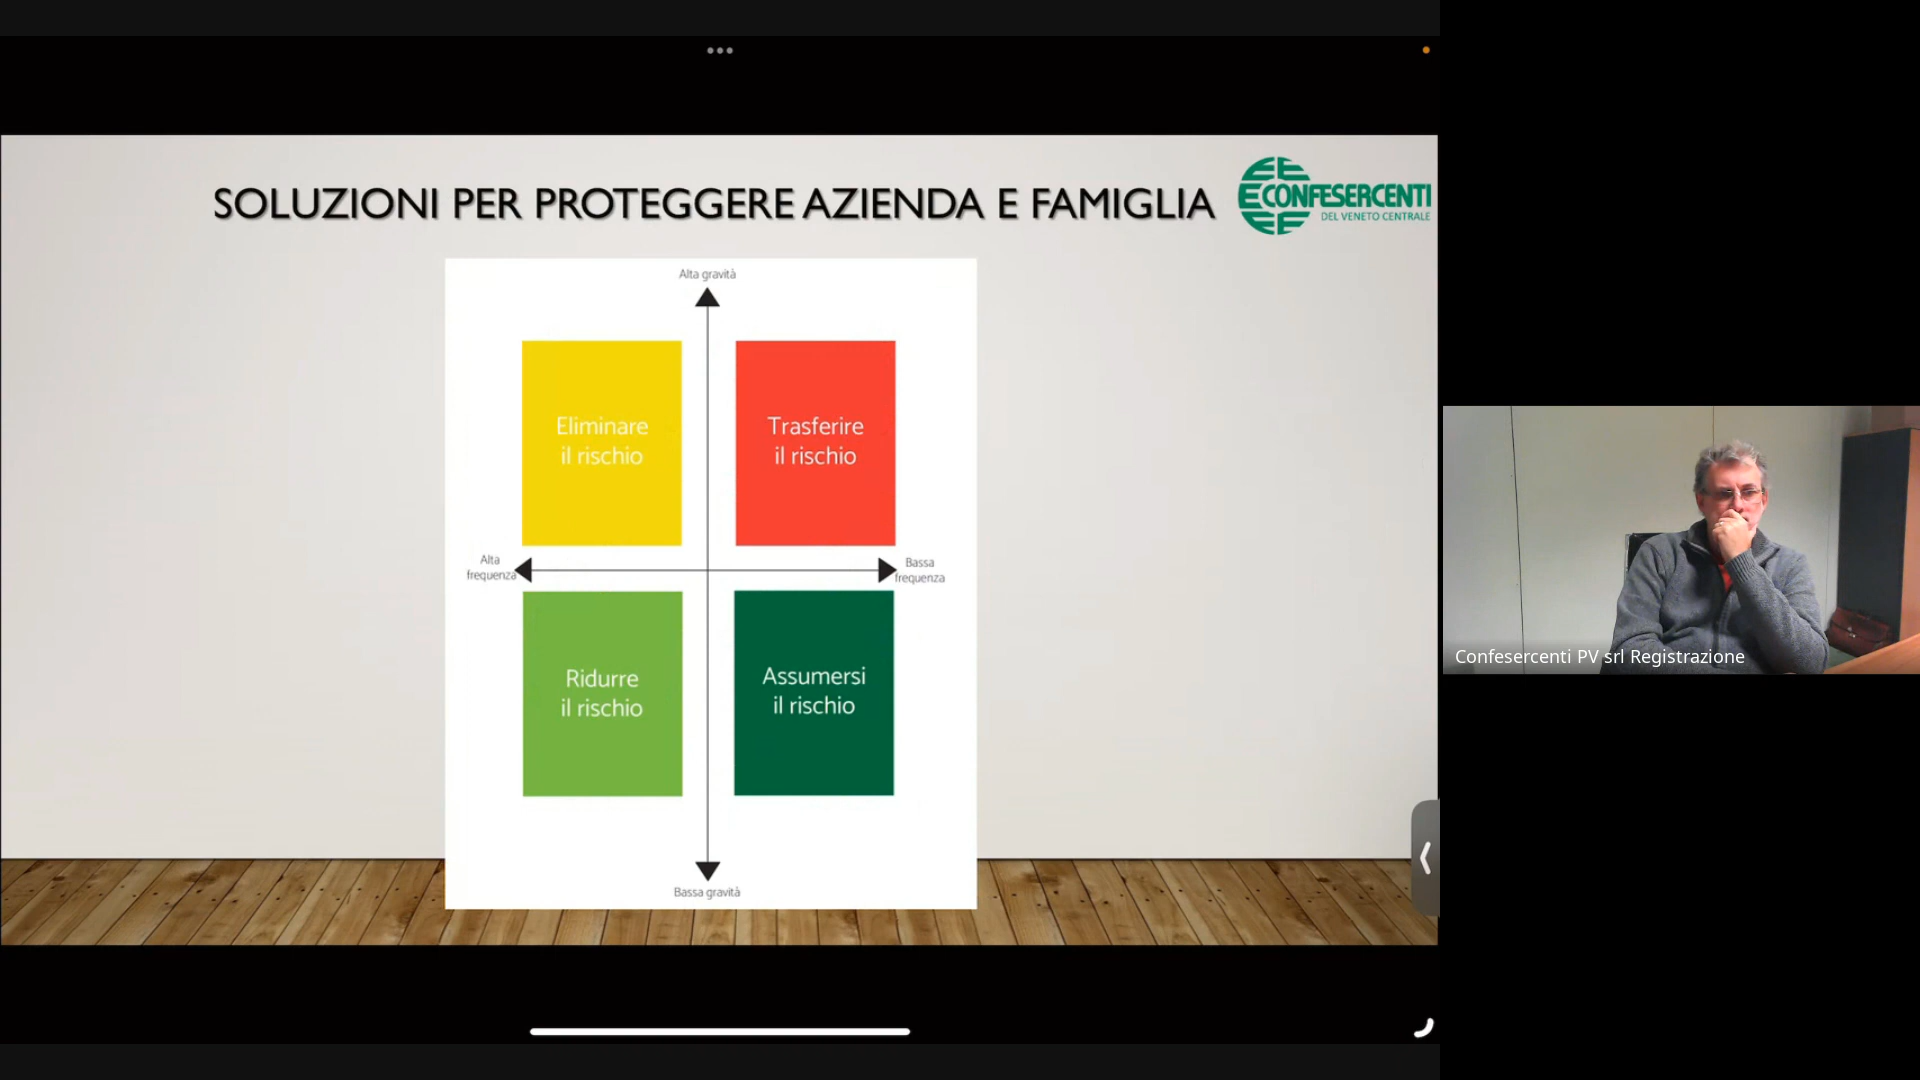 SOLUZIONI PER PROTEGGERE AZIENDA E FAMIGLIA
CONFESERCENTI
DEL VENETO CENTRALE
Alta gravità
Eliminare
il rischio
Trasferire
il rischio
Alta
frequenza
Bassa
frequenza
Ridurre
il rischio
Assumersi
il rischio
Bassa gravità
Confesercenti PV srl Registrazione